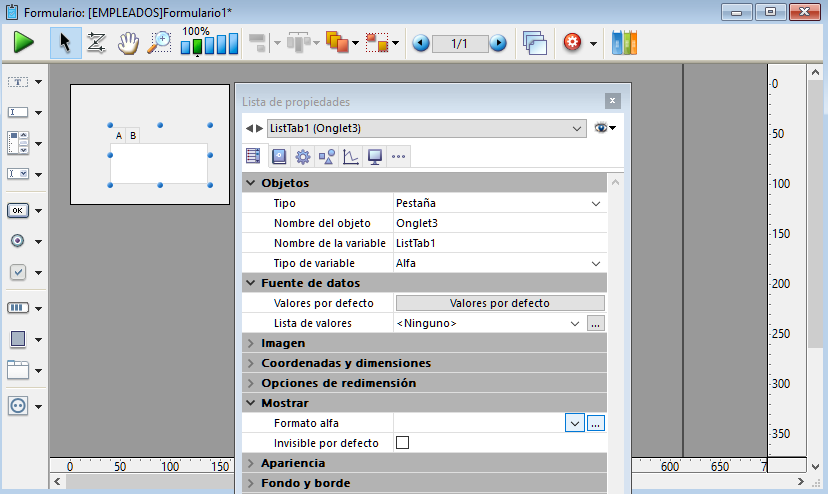 Formulario: [EMPLEADOS]Formulario1*
100%
1/1
T
OK
A B
Lista de propiedades
ListTab1 (Onglet3)
Objetos
Tipo Pestaña
Nombre del objeto Onglet3
Nombre de la variable ListTab1
Tipo de variable Alfa
Fuente de datos
Valores por defecto Valores por defecto
Lista de valores <Ninguno> ...
Imagen
Coordenadas y dimensiones
Opciones de redimensión
Mostrar
Formato alfa ...
Invisible por defecto
Apariencia
Fondo y borde
0
50
100
150
200
250
300
350
0 50 100 150 600 650 7